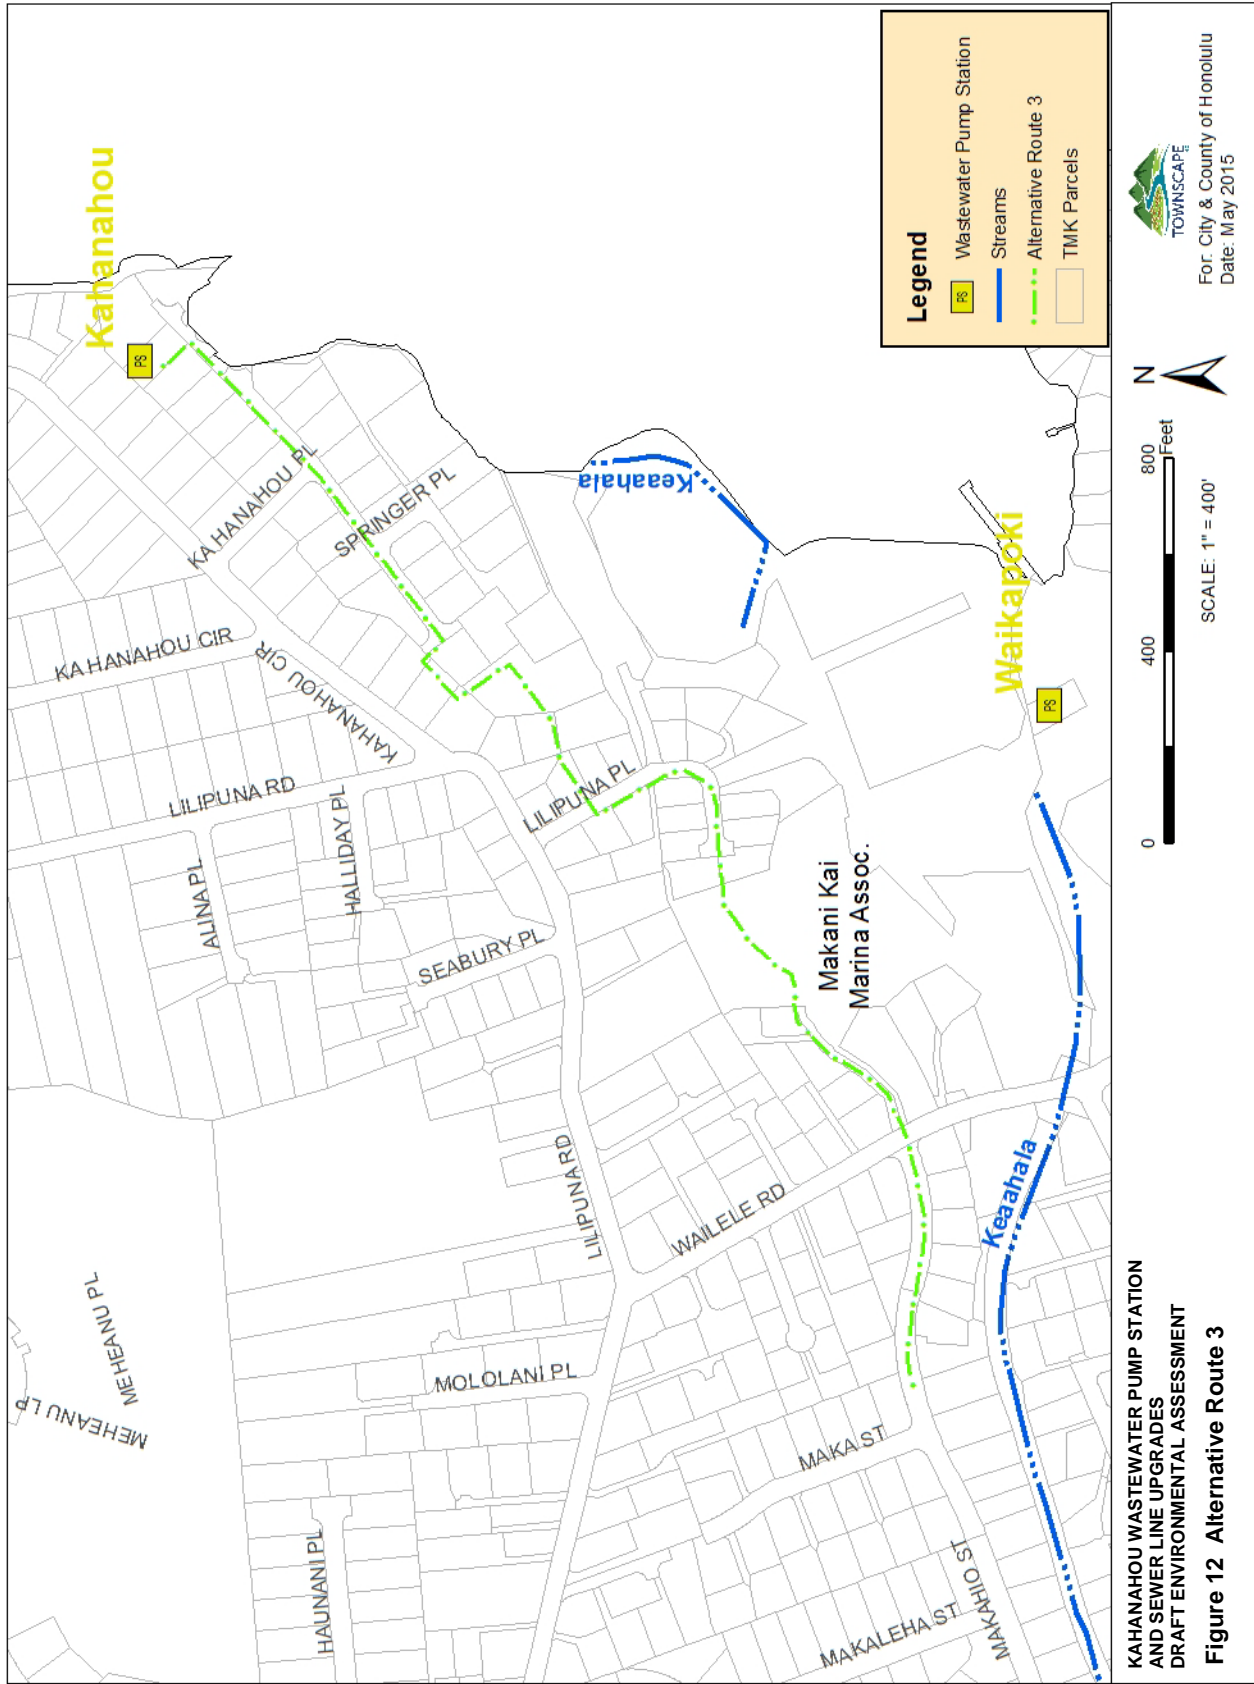 Kahanahou
PS
KAHANAHOU PL
SPRINGER PL
KAHANAHOU CIR
KAHANAHOU CIR
LILIPUNA RD
HALLIDAY PL
ALINA PL
LILIPUNA PL
SEABURY PL
Keaahala
Waikapoki
PS
Makani Kai
Marina Assoc.
LILIPUNA RD
WAILELE RD
Keaahala
MEHEANU PL
MEHEANU LP
MOLOLANI PL
MAKA ST
HAUNANI PL
MAKALEHA ST
MAKAHIO ST
Legend
PS Wastewater Pump Station
Streams
Alternative Route 3
TMK Parcels
KAHANAHOU WASTEWATER PUMP STATION
AND SEWER LINE UPGRADES
DRAFT ENVIRONMENTAL ASSESSMENT
Figure 12 Alternative Route 3
0 400 800
Feet
SCALE: 1" = 400'
N
TOWNSCAPE
For: City & County of Honolulu
Date: May 2015